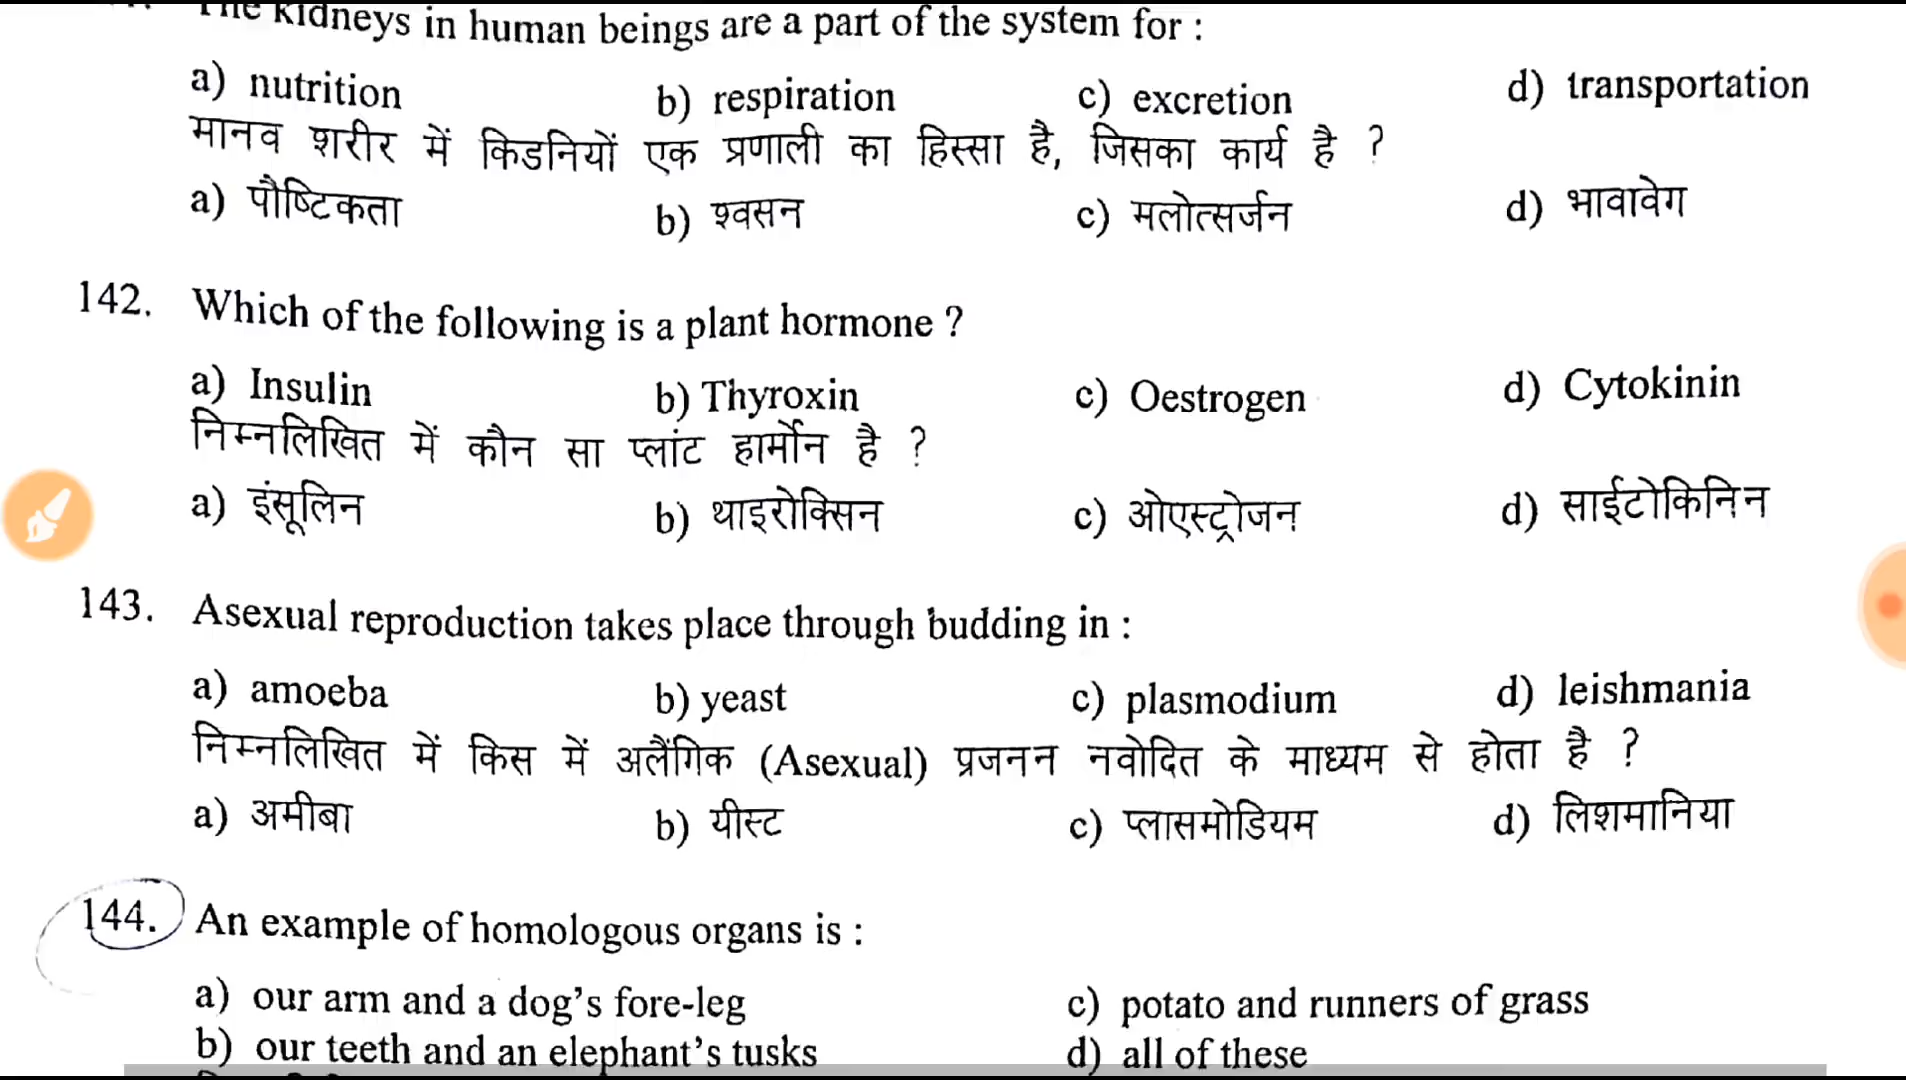 The kidneys in human beings are a part of the system for :
a) nutrition b) respiration c) excretion d) transportation
मानव शरीर में किडनियों एक प्रणाली का हिस्सा है, जिसका कार्य है ?
a) पौष्टिकता b) श्वसन c) मलोत्सर्जन d) भावावेग
142. Which of the following is a plant hormone ?
a) Insulin b) Thyroxin c) Oestrogen d) Cytokinin
निम्नलिखित में कौन सा प्लांट हार्मोन है ?
a) इंसूलिन b) थाइरोक्सिन c) ओएस्ट्रोजन d) साईटोकिनिन
143. Asexual reproduction takes place through budding in :
a) amoeba b) yeast c) plasmodium d) leishmania
निम्नलिखित में किस में अलैंगिक (Asexual) प्रजनन नवोदित के माध्यम से होता है ?
a) अमीबा b) यीस्ट c) प्लासमोडियम d) लिशमानिया
144. An example of homologous organs is :
a) our arm and a dog's fore-leg c) potato and runners of grass
b) our teeth and an elephant's tusks d) all of these